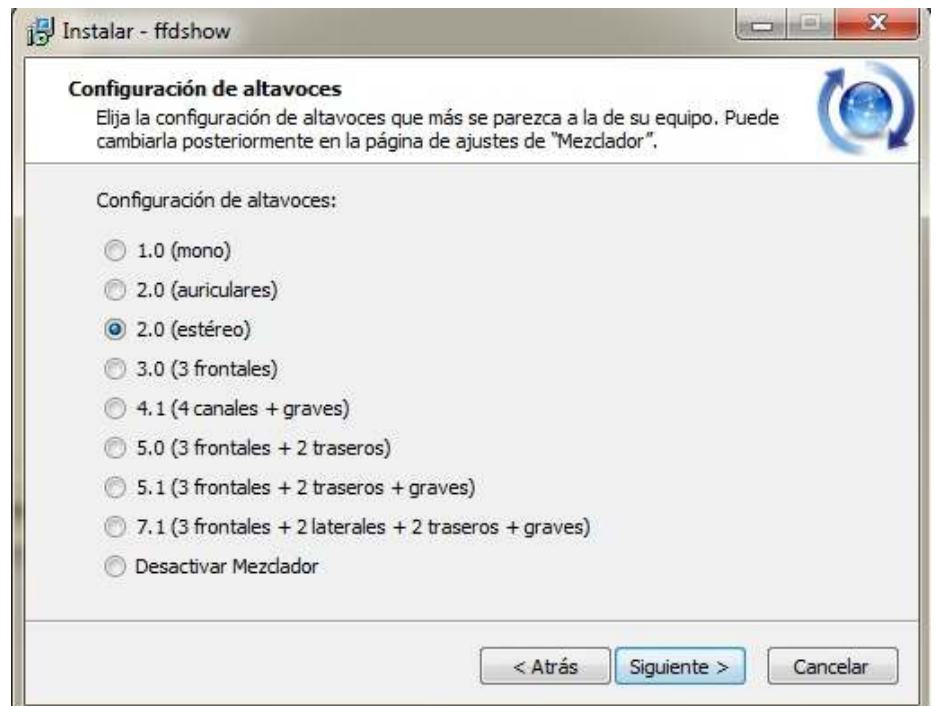 Instalar - ffdshow
Configuración de altavoces
Elija la configuración de altavoces que más se parezca a la de su equipo. Puede
cambiarla posteriormente en la página de ajustes de “Mezclador”.
Configuración de altavoces:
1.0 (mono)
2.0 (auriculares)
2.0 (estéreo)
3.0 (3 frontales)
4.1 (4 canales + graves)
5.0 (3 frontales + 2 traseros)
5.1 (3 frontales + 2 traseros + graves)
7.1 (3 frontales + 2 laterales + 2 traseros + graves)
Desactivar Mezclador
< Atrás Siguiente > Cancelar